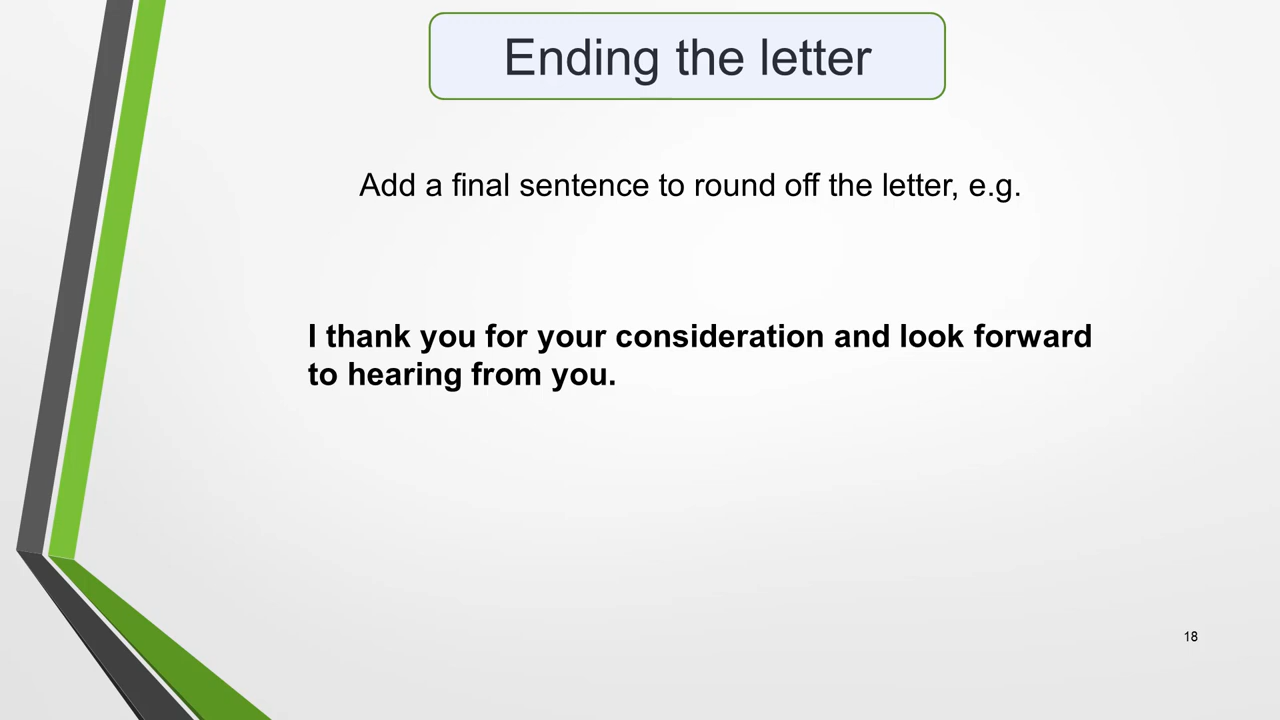 Ending the letter
Add a final sentence to round off the letter, e.g.
I thank you for your consideration and look forward
to hearing from you.
18